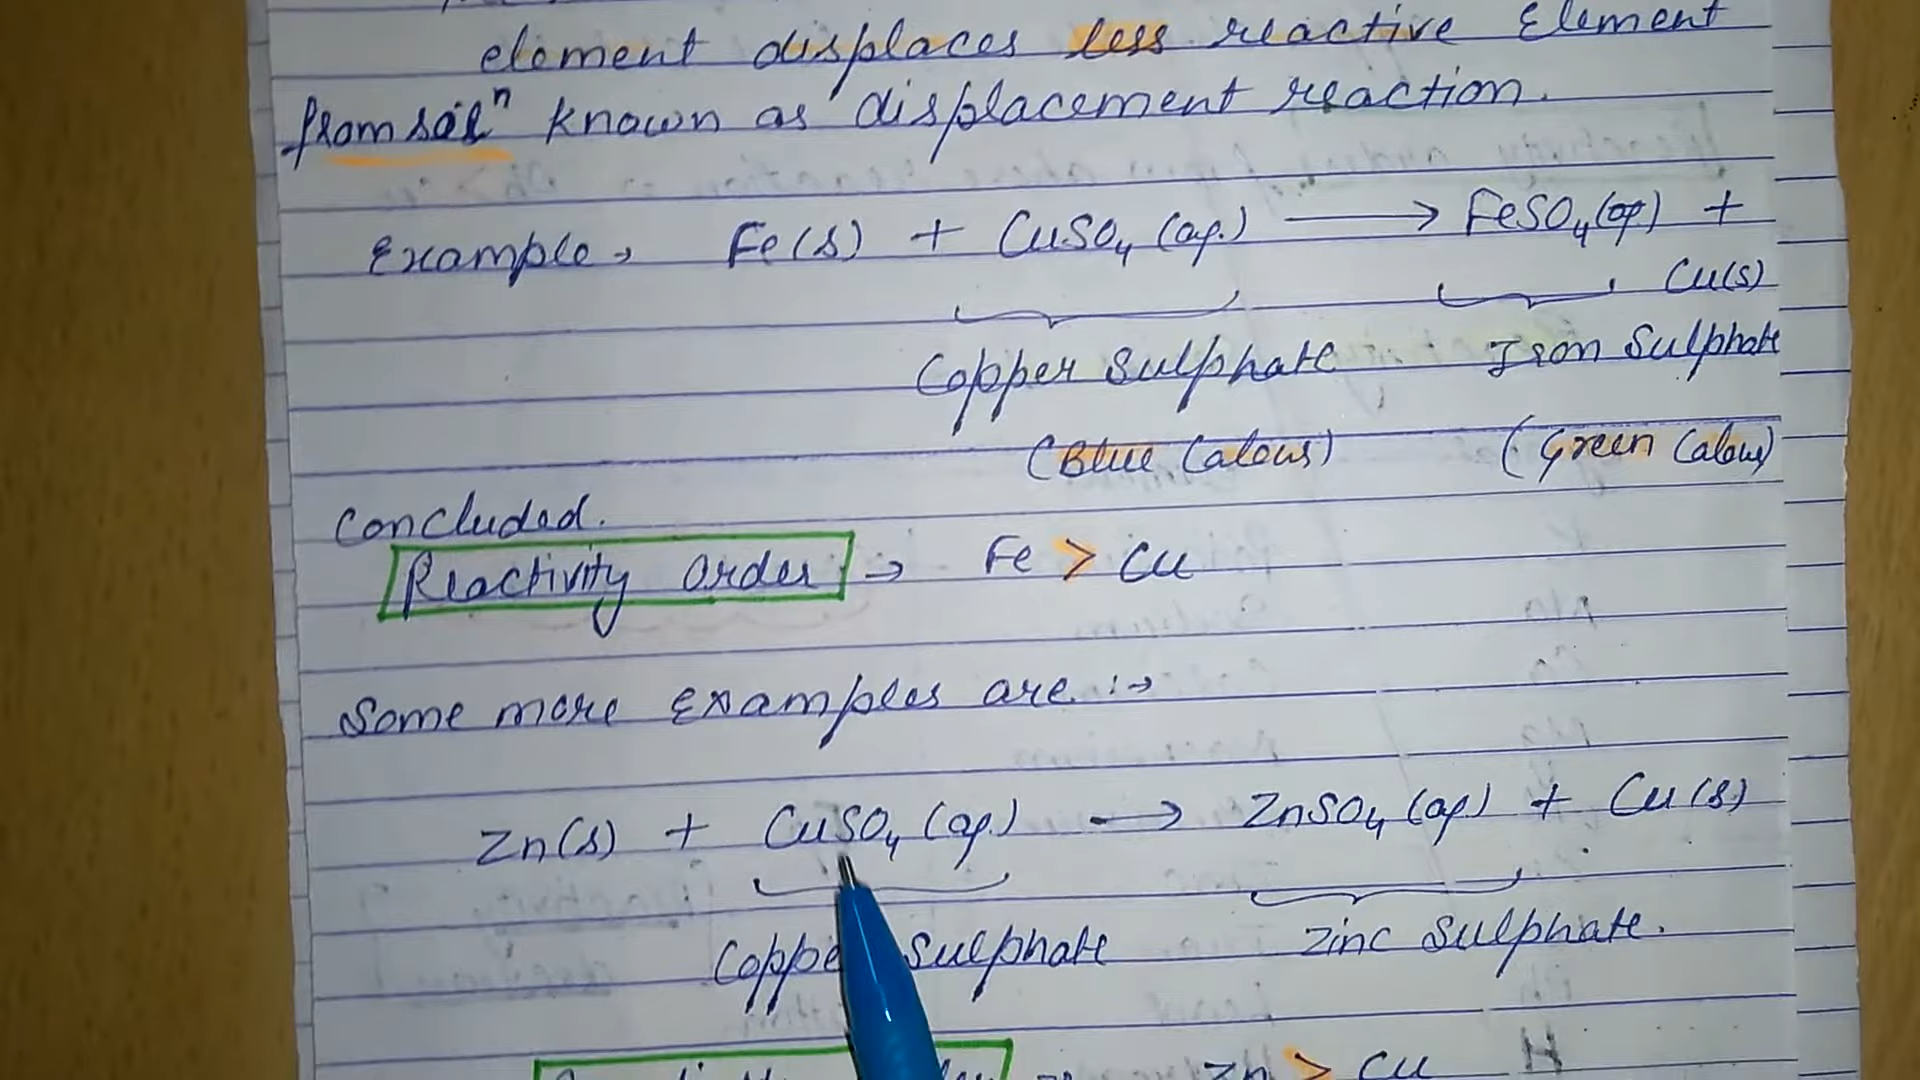 element displaces less reactive Element
from solⁿ known as displacement reaction.
Example → Fe(s) + CuSO₄ (aq.) ⟶ FeSO₄(aq) +
Cu(s)
Copper Sulphate Iron Sulphate
(Blue Colour) (Green Colour)
Concluded.
Reactivity Order → Fe > Cu
Some more Examples are :→
Zn(s) + CuSO₄ (aq.) → ZnSO₄ (aq) + Cu(s)
Copper Sulphate Zinc Sulphate.
Zn > Cu